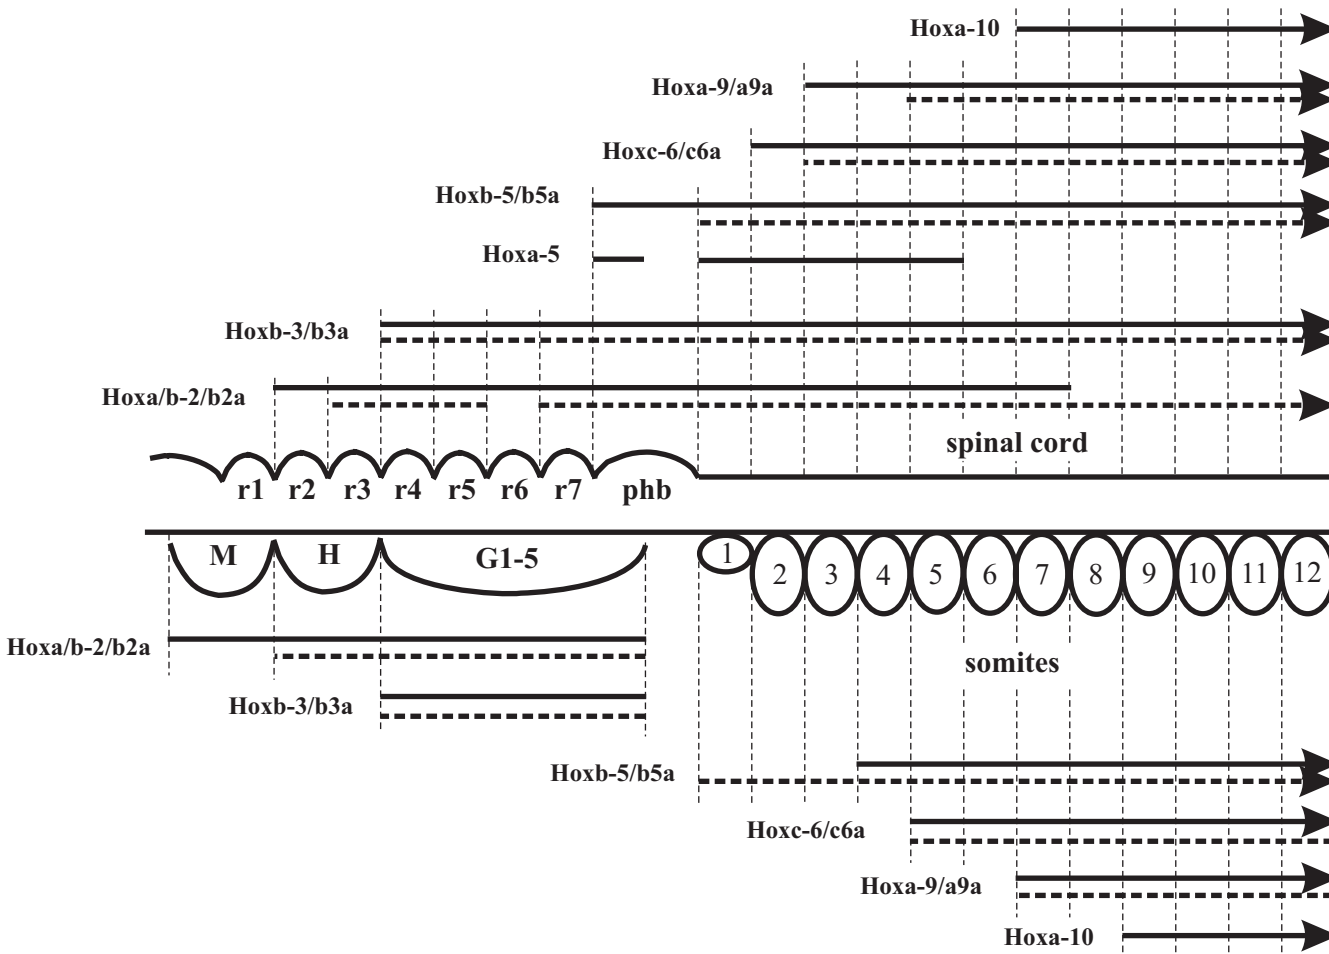 Hoxa-10
Hoxa-9/a9a
Hoxc-6/c6a
Hoxb-5/b5a
Hoxa-5
Hoxb-3/b3a
Hoxa/b-2/b2a
spinal cord
r1 r2 r3 r4 r5 r6 r7 phb
M H G1-5 1 2 3 4 5 6 7 8 9 10 11 12
Hoxa/b-2/b2a
somites
Hoxb-3/b3a
Hoxb-5/b5a
Hoxc-6/c6a
Hoxa-9/a9a
Hoxa-10